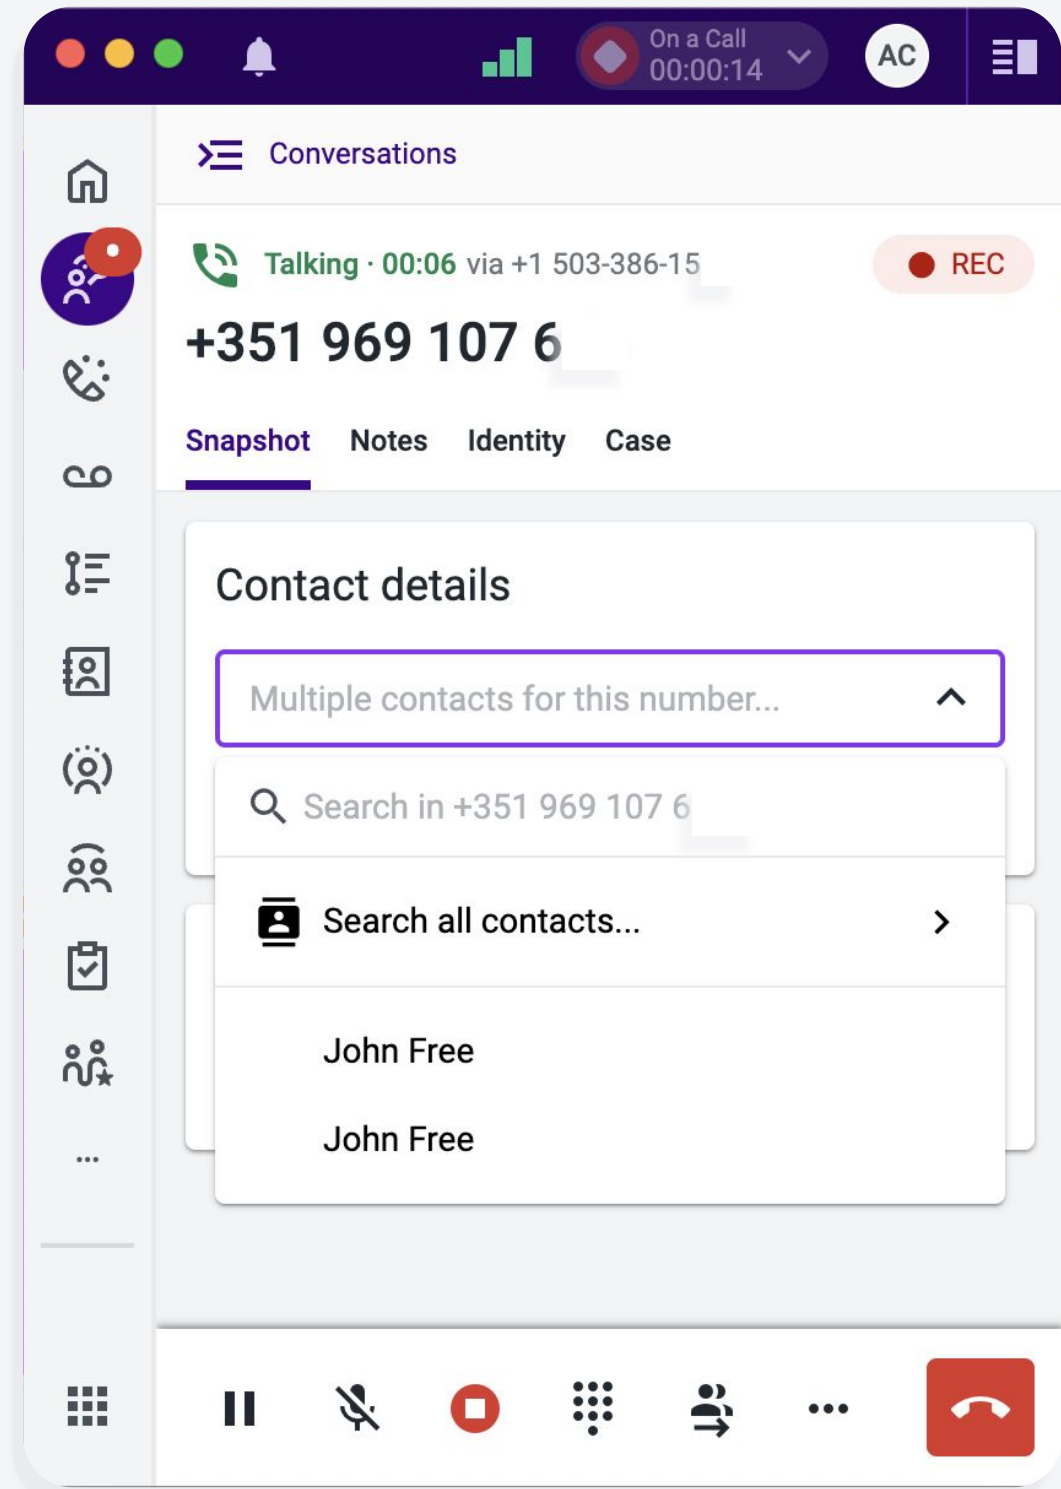 On a Call
00:00:14
AC
Conversations
Talking · 00:06 via +1 503-386-15
REC
+351 969 107 6
Snapshot Notes Identity Case
Contact details
Multiple contacts for this number...
Search in +351 969 107 6
Search all contacts...
John Free
John Free